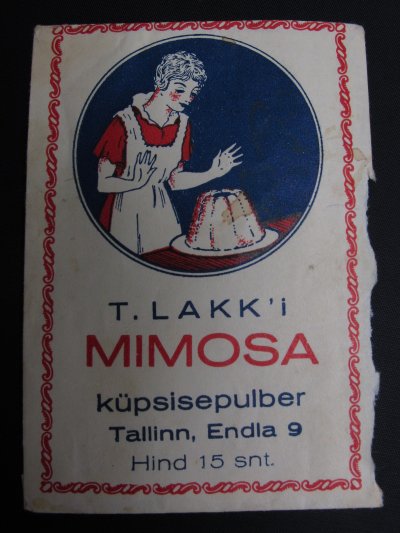 T. LAKK'i
MIMOSA
küpsisepulber
Tallinn, Endla 9
Hind 15 snt.